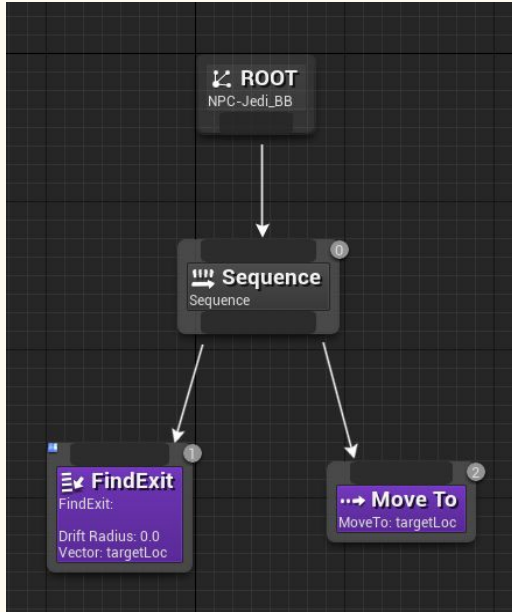 ROOT
NPC-Jedi_BB
0
Sequence
Sequence
1
FindExit
FindExit:
Drift Radius: 0.0
Vector: targetLoc
2
Move To
MoveTo: targetLoc